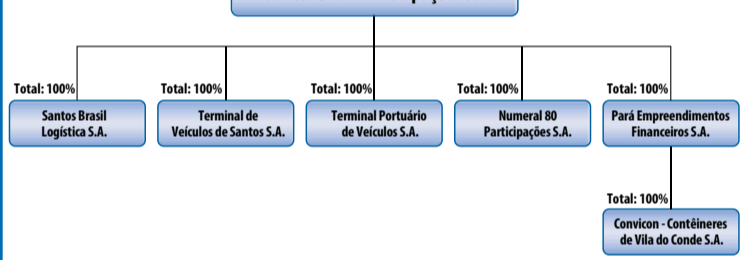 Total: 100%
Total: 100%
Total: 100%
Total: 100%
Total: 100%
Santos Brasil
Logística S.A.
Terminal de
Veículos de Santos S.A.
Terminal Portuário
de Veículos S.A.
Numeral 80
Participações S.A.
Pará Empreendimentos
Financeiros S.A.
Total: 100%
Convicon - Contêineres
de Vila do Conde S.A.